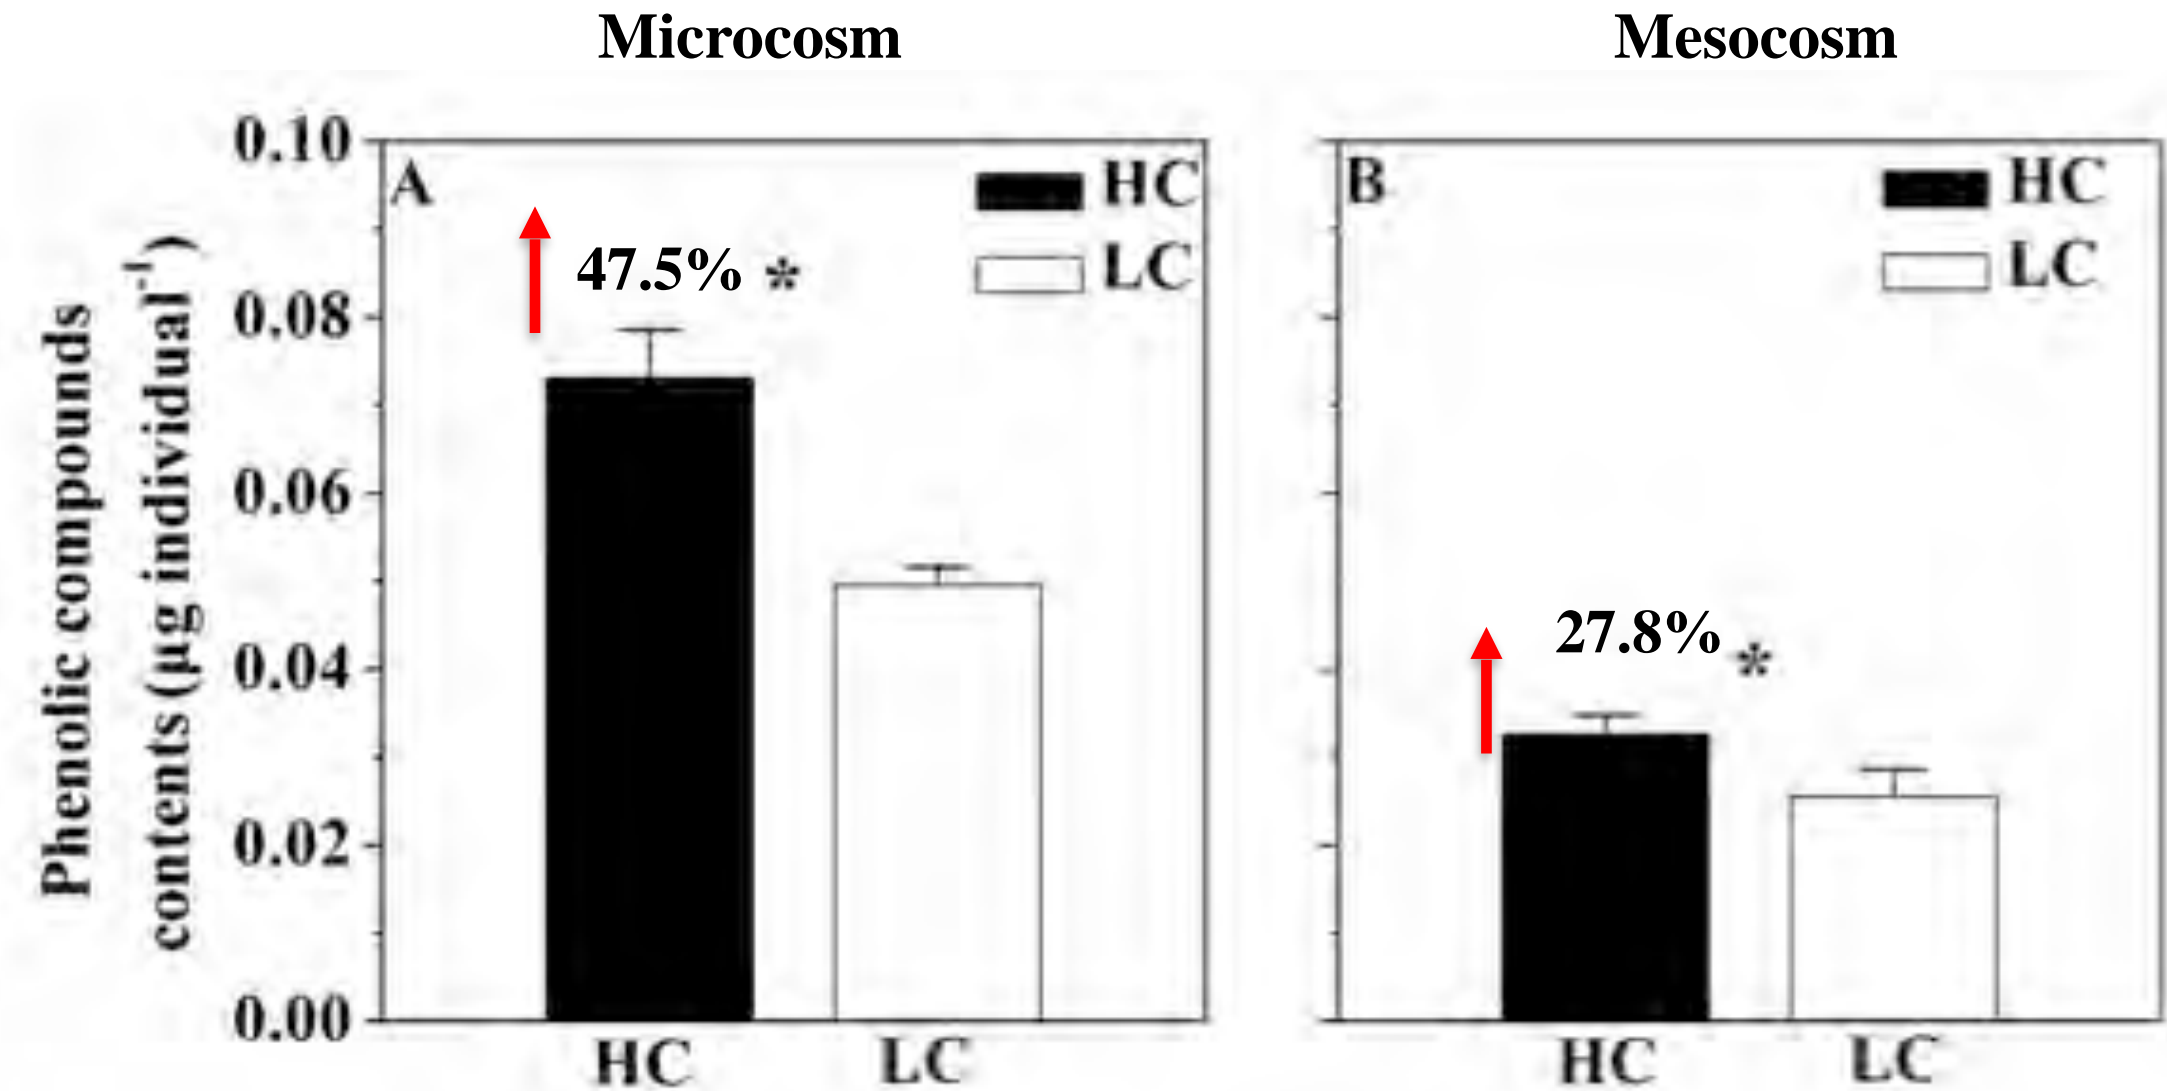 Microcosm
Mesocosm
Phenolic compounds
contents (µg individual⁻¹)
0.10
0.08
0.06
0.04
0.02
0.00
A
HC
LC
47.5% *
HC
LC
B
HC
LC
27.8% *
HC
LC